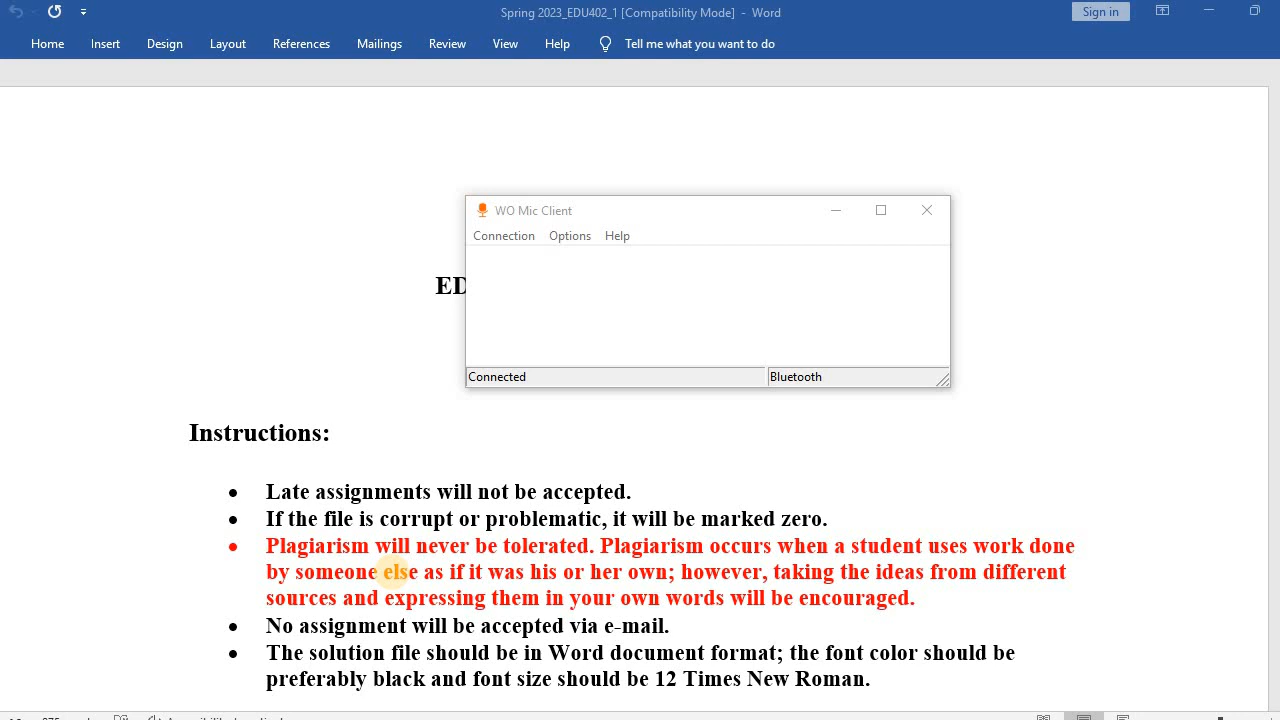 Spring 2023_EDU402_1 [Compatibility Mode] - Word
Sign in
Home Insert Design Layout References Mailings Review View Help Tell me what you want to do
WO Mic Client
Connection Options Help
ED
Connected Bluetooth
Instructions:
• Late assignments will not be accepted.
• If the file is corrupt or problematic, it will be marked zero.
• Plagiarism will never be tolerated. Plagiarism occurs when a student uses work done
by someone else as if it was his or her own; however, taking the ideas from different
sources and expressing them in your own words will be encouraged.
• No assignment will be accepted via e-mail.
• The solution file should be in Word document format; the font color should be
preferably black and font size should be 12 Times New Roman.